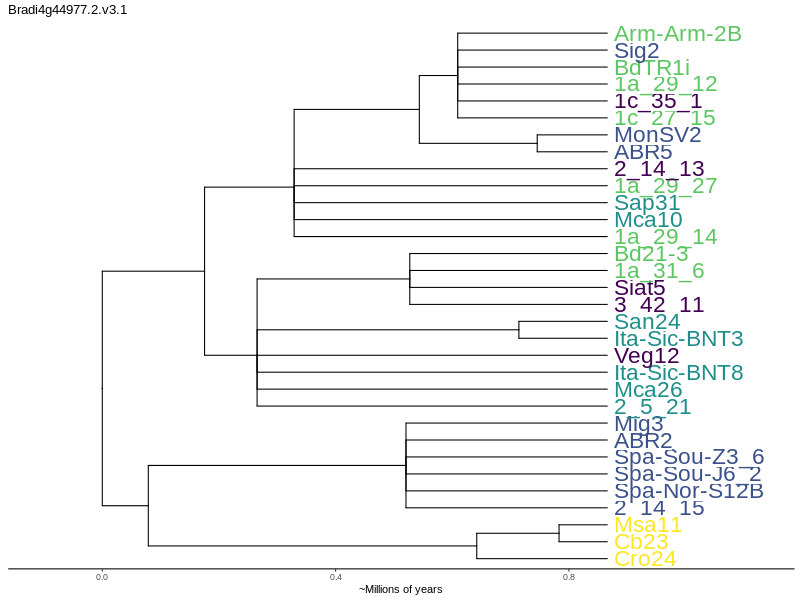 Bradi4g44977.2.v3.1
Arm-Arm-2B
Sig2
BdTR1i
1a_29_12
1c_35_1
1c_27_15
MonSV2
ABR5
2_14_13
1a_29_27
Sap31
Mca10
1a_29_14
Bd21-3
1a_31_6
Siat5
3_42_11
San24
Ita-Sic-BNT3
Veg12
Ita-Sic-BNT8
Mca26
2_5_21
Mig3
ABR2
Spa-Sou-Z3_6
Spa-Sou-J6_2
Spa-Nor-S12B
2_14_15
Msa11
Cb23
Cro24
0.0 0.4 0.8
~Millions of years